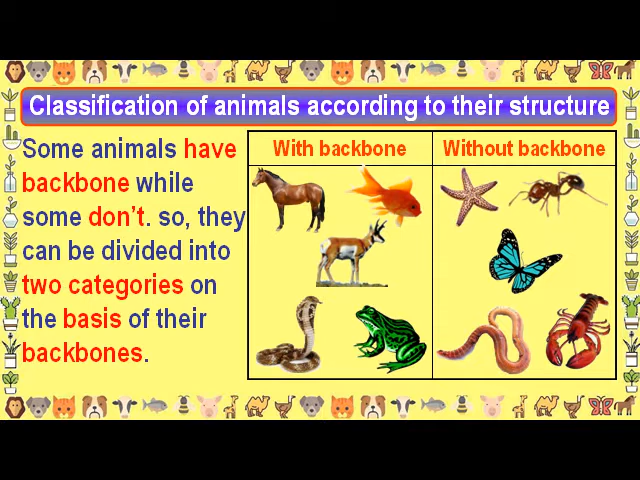 Classification of animals according to their structure
Some animals have
backbone while
some don't. so, they
can be divided into
two categories on
the basis of their
backbones.
With backbone
Without backbone